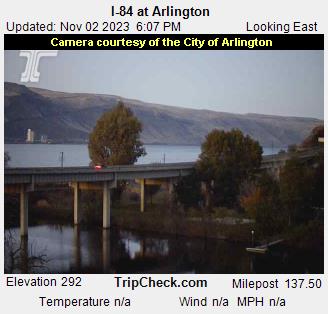 I-84 at Arlington
Updated: Nov 02 2023 6:07 PM Looking East
Camera courtesy of the City of Arlington
Elevation 292 TripCheck.com Milepost 137.50
Temperature n/a Wind n/a MPH n/a